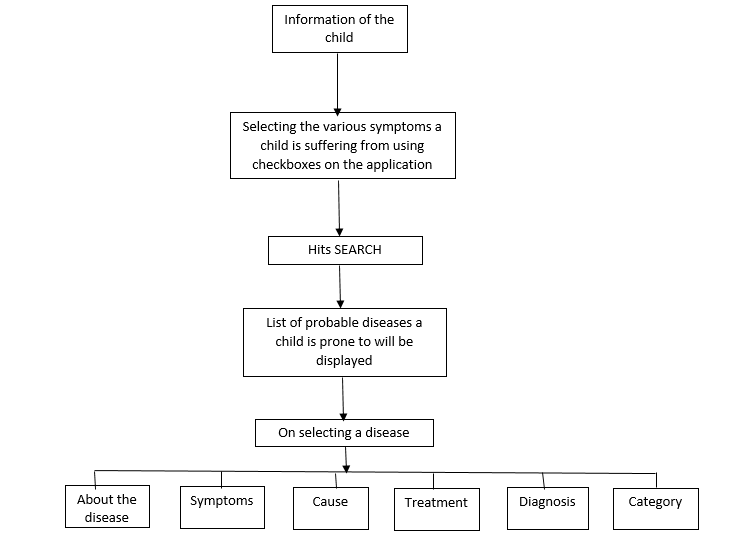 Information of the
child
Selecting the various symptoms a
child is suffering from using
checkboxes on the application
Hits SEARCH
List of probable diseases a
child is prone to will be
displayed
On selecting a disease
About the
disease
Symptoms
Cause
Treatment
Diagnosis
Category